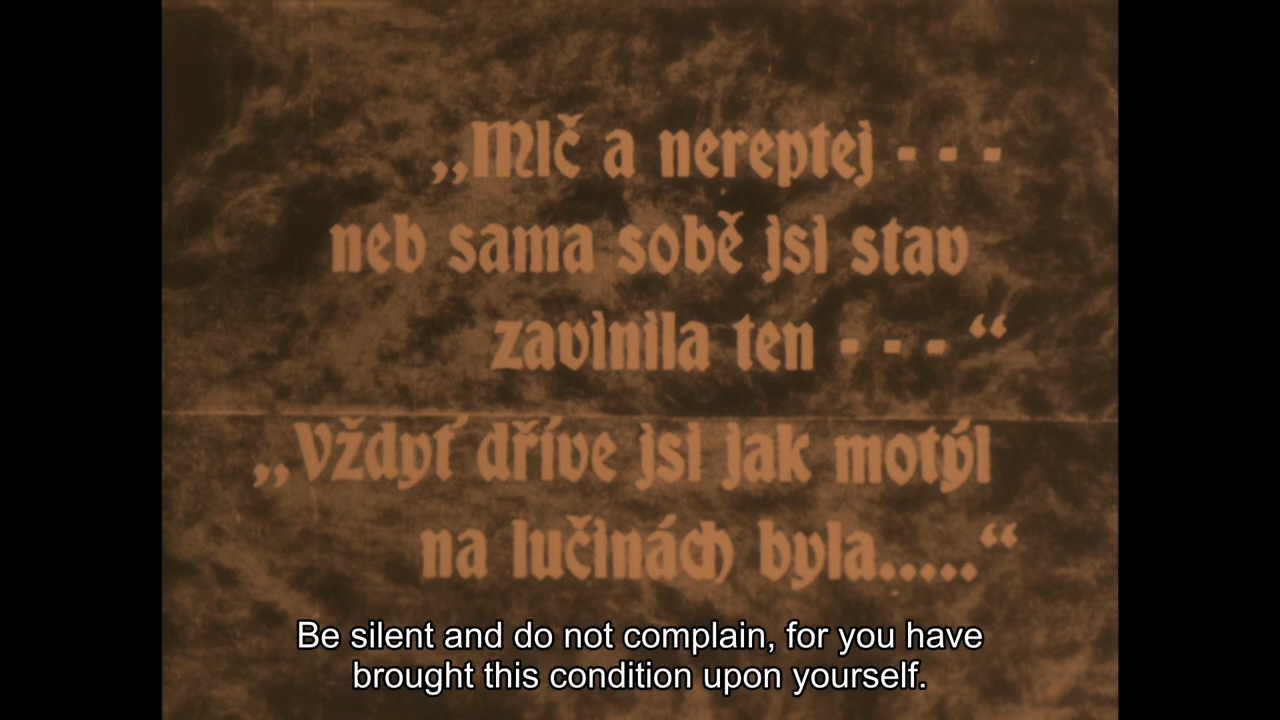 „Mlč a nereptej - - -
neb sama sobě jsi stav
zavinila ten - - - “
„Vždyť dříve jsi jak motýl
na lučinách byla.....“
Be silent and do not complain, for you have
brought this condition upon yourself.